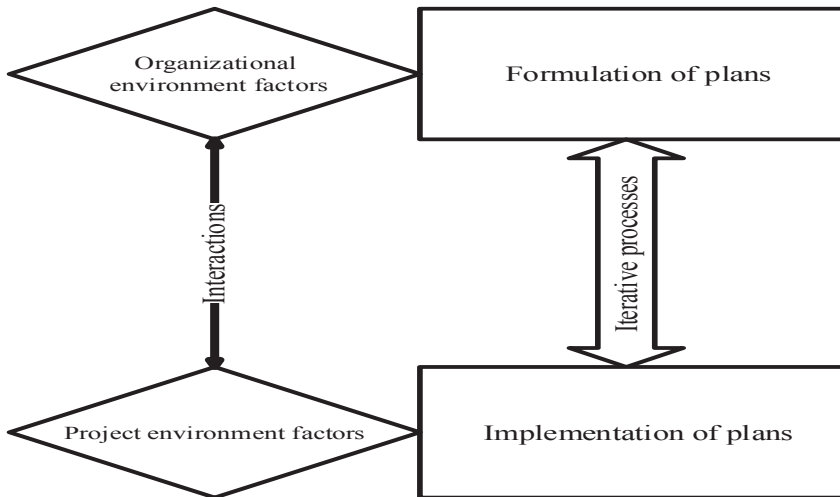 Organizational
environment factors
Formulation of plans
Interactions
Iterative processes
Project environment factors
Implementation of plans